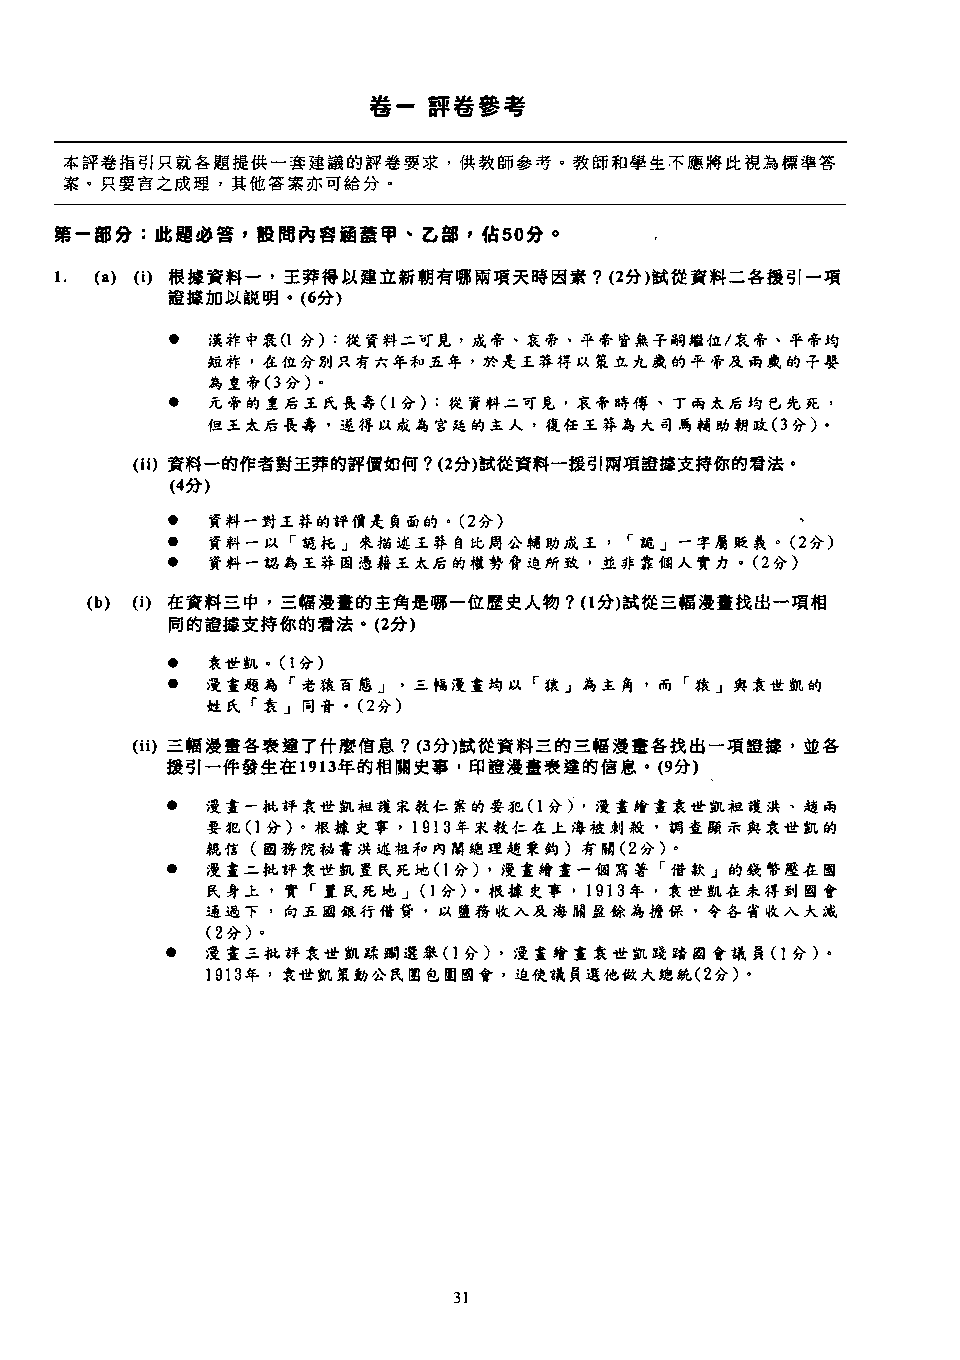 卷一 評卷參考
本評卷指引只就各題提供一套建議的評卷要求，供教師參考。教師和學生不應將此視為標準答
案。只要言之成理，其他答案亦可給分。
第一部分：此題必答，設問內容涵蓋甲、乙部，佔50分。
1. (a) (i) 根據資料一，王莽得以建立新朝有哪兩項天時因素？(2分)試從資料二各援引一項
證據加以説明。(6分)
● 漢祚中衰(1 分)：從資料二可見，成帝、哀帝、平帝皆無子嗣繼位/哀帝、平帝均
短祚，在位分別只有六年和五年，於是王莽得以策立九歲的平帝及兩歲的子嬰
為皇帝(3分)。
● 元帝的皇后王氏長壽(1分)：從資料二可見，哀帝時傅、丁兩太后均已先死，
但王太后長壽，遂得以成為宮廷的主人，復任王莽為大司馬輔助朝政(3分)。
(ii) 資料一的作者對王莽的評價如何？(2分)試從資料一援引兩項證據支持你的看法。
(4分)
● 資料一對王莽的評價是負面的。(2分)
● 資料一以「詭托」來描述王莽自比周公輔助成王，「詭」一字屬貶義。(2分)
● 資料一認為王莽因憑藉王太后的權勢脅迫所致，並非靠個人實力。(2分)
(b) (i) 在資料三中，三幅漫畫的主角是哪一位歷史人物？(1分)試從三幅漫畫找出一項相
同的證據支持你的看法。(2分)
● 袁世凱。(1分)
● 漫畫題為「老猿百態」，三幅漫畫均以「猿」為主角，而「猿」與袁世凱的
姓氏「袁」同音。(2分)
(ii) 三幅漫畫各表達了什麼信息？(3分)試從資料三的三幅漫畫各找出一項證據，並各
援引一件發生在1913年的相關史事，印證漫畫表達的信息。(9分)
● 漫畫一批評袁世凱袒護宋教仁案的要犯(1分)，漫畫繪畫袁世凱袒護洪、趙兩
要犯(1分)。根據史事，1913年宋教仁在上海被刺殺，調查顯示與袁世凱的
親信（國務院祕書洪述祖和內閣總理趙秉鈞）有關(2分)。
● 漫畫二批評袁世凱置民死地(1分)，漫畫繪畫一個寫著「借款」的錢幣壓在國
民身上，實「置民死地」(1分)。根據史事，1913年，袁世凱在未得到國會
通過下，向五國銀行借貸，以鹽務收入及海關盈餘為擔保，令各省收入大減
(2分)。
● 漫畫三批評袁世凱蹂躪選舉(1分)，漫畫繪畫袁世凱踐踏國會議員(1分)。
1913年，袁世凱策動公民團包圍國會，迫使議員選他做大總統(2分)。
31